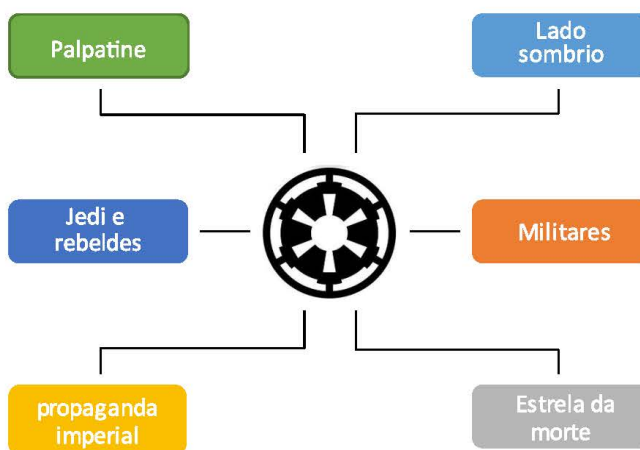 Palpatine
Lado
sombrio
Jedi e
rebeldes
Militares
propaganda
imperial
Estrela da
morte